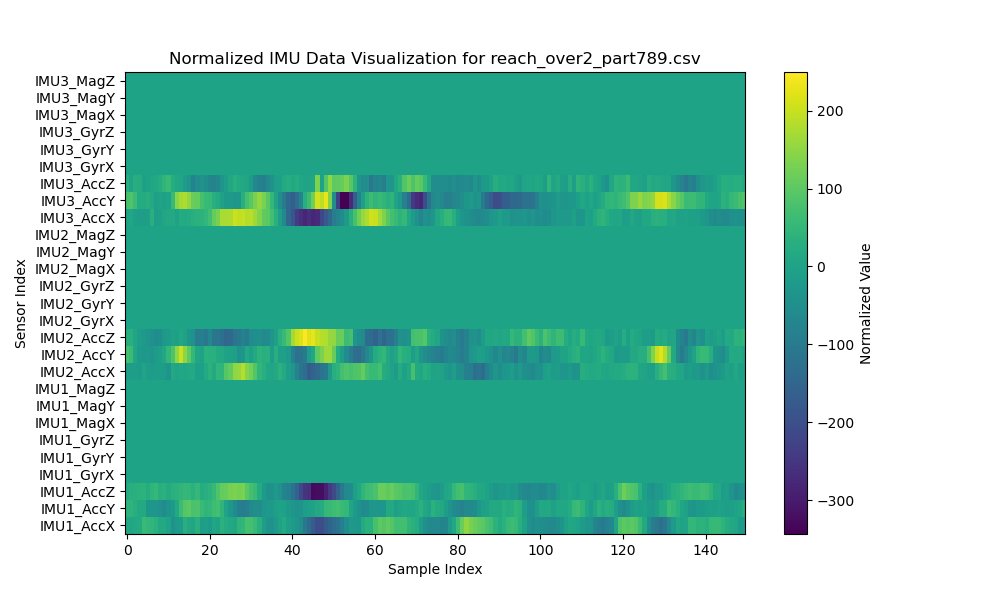 Normalized IMU Data Visualization for reach_over2_part789.csv
IMU3_MagZ
IMU3_MagY
IMU3_MagX
IMU3_GyrZ
IMU3_GyrY
IMU3_GyrX
IMU3_AccZ
IMU3_AccY
IMU3_AccX
IMU2_MagZ
IMU2_MagY
IMU2_MagX
IMU2_GyrZ
IMU2_GyrY
IMU2_GyrX
IMU2_AccZ
IMU2_AccY
IMU2_AccX
IMU1_MagZ
IMU1_MagY
IMU1_MagX
IMU1_GyrZ
IMU1_GyrY
IMU1_GyrX
IMU1_AccZ
IMU1_AccY
IMU1_AccX
Sensor Index
0 20 40 60 80 100 120 140
Sample Index
200
100
0
−100
−200
−300
Normalized Value